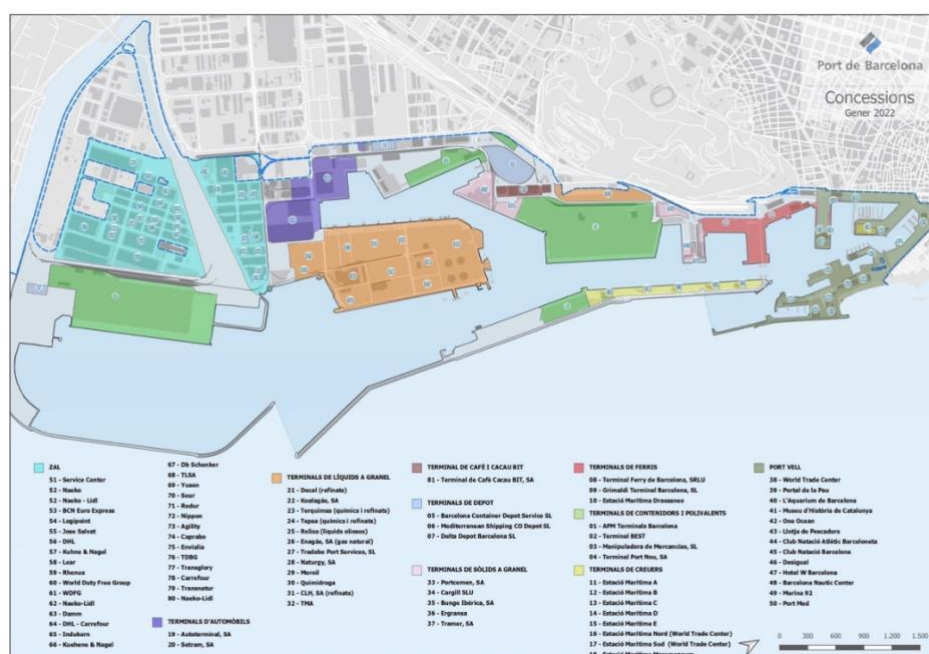 Port de Barcelona
Concessions
Gener 2022
ZAL
51 - Service Center
52 - Naeko
52 - Naeko - Lidl
53 - BCN Euro Express
54 - Logipoint
55 - Jose Salvat
56 - DHL
57 - Kuhne & Nagel
58 - Lear
59 - Rhenus
60 - World Duty Free Group
61 - WDFG
62 - Naeko-Lidl
63 - Damm
64 - DHL - Carrefour
65 - Indukern
66 - Kuehene & Nagel
67 - Db Schenker
68 - TLSA
69 - Yusen
70 - Sour
71 - Redur
72 - Nippon
73 - Agility
74 - Caprabo
75 - Envialia
76 - TDBG
77 - Transglory
78 - Carrefour
79 - Transnatur
80 - Naeko-Lidl
TERMINALS D'AUTOMÒBILS
19 - Autoterminal, SA
20 - Setram, SA
TERMINALS DE LÍQUIDS A GRANEL
21 - Decal (refinats)
22 - Koalagàs, SA
23 - Terquimsa (químics i refinats)
24 - Tepsa (químics i refinats)
25 - Relisa (líquids oliosos)
26 - Enagàs, SA (gas natural)
27 - Tradebe Port Services, SL
28 - Naturgy, SA
29 - Meroil
30 - Quimidroga
31 - CLH, SA (refinats)
32 - TMA
TERMINAL DE CAFÈ I CACAU BIT
81 - Terminal de Café Cacau BIT, SA
TERMINALS DE DEPOT
05 - Barcelona Container Depot Service SL
06 - Mediterranean Shipping CO Depot SL
07 - Delta Depot Barcelona SL
TERMINALS DE SÒLIDS A GRANEL
33 - Portcemen, SA
34 - Cargill SLU
35 - Bunge Ibérica, SA
36 - Ergransa
37 - Tramer, SA
TERMINALS DE FERRIS
08 - Terminal Ferry de Barcelona, SRLU
09 - Grimaldi Terminal Barcelona, SL
10 - Estació Marítima Drassanes
TERMINALS DE CONTENIDORS I POLIVALENTS
01 - APM Terminals Barcelona
02 - Terminal BEST
03 - Manipuladora de Mercancías, SL
04 - Terminal Port Nou, SA
TERMINALS DE CREUERS
11 - Estació Marítima A
12 - Estació Marítima B
13 - Estació Marítima C
14 - Estació Marítima D
15 - Estació Marítima E
16 - Estació Marítima Nord (World Trade Center)
17 - Estació Marítima Sud (World Trade Center)
PORT VELL
38 - World Trade Center
39 - Portal de la Pau
40 - L'Aquàrium de Barcelona
41 - Museu d'Història de Catalunya
42 - One Ocean
43 - Llotja de Pescadors
44 - Club Natació Atlètic Barceloneta
45 - Club Natació Barcelona
46 - Desigual
47 - Hotel W Barcelona
48 - Barcelona Nautic Center
49 - Marina 92
50 - Port Med
0 300 600 900 1.200 1.500